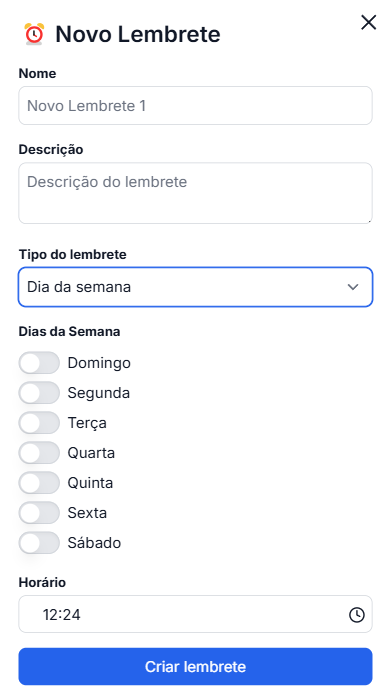 Novo Lembrete
Nome
Novo Lembrete 1
Descrição
Descrição do lembrete
Tipo do lembrete
Dia da semana
Dias da Semana
Domingo
Segunda
Terça
Quarta
Quinta
Sexta
Sábado
Horário
12:24
Criar lembrete